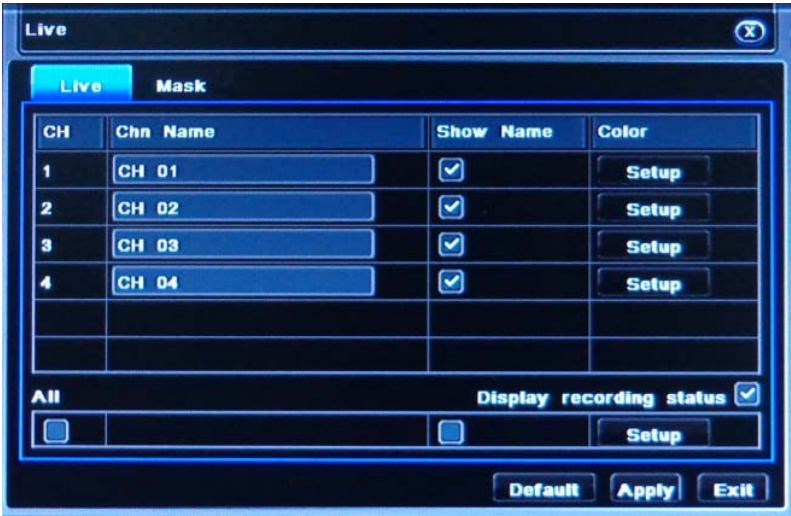 Live
Live Mask
CH Chn Name Show Name Color
1 CH 01 Setup
2 CH 02 Setup
3 CH 03 Setup
4 CH 04 Setup
All Display recording status
Setup
Default Apply Exit